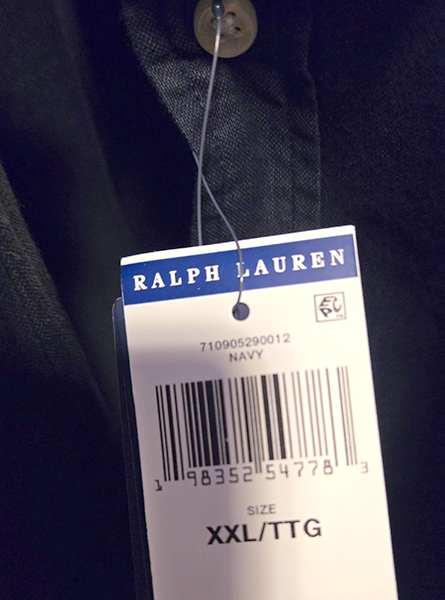 RALPH LAUREN
710905290012
NAVY
1 98352 54778 3
SIZE
XXL/TTG